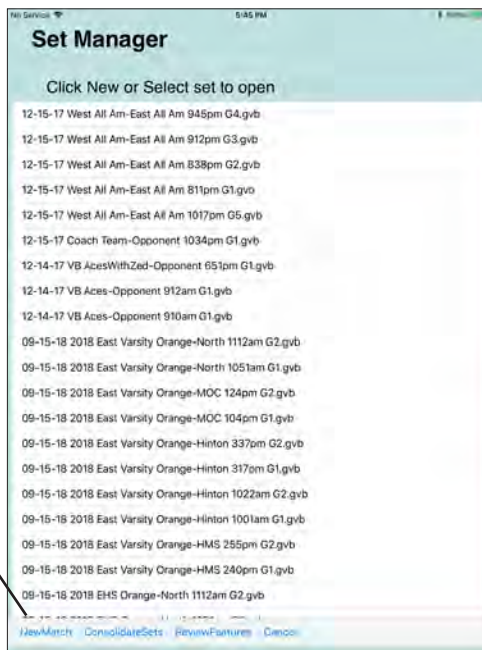 No Service 5:45 PM
Set Manager
Click New or Select set to open
12-15-17 West All Am-East All Am 945pm G4.gvb
12-15-17 West All Am-East All Am 912pm G3.gvb
12-15-17 West All Am-East All Am 838pm G2.gvb
12-15-17 West All Am-East All Am 811pm G1.gvb
12-15-17 West All Am-East All Am 1017pm G5.gvb
12-15-17 Coach Team-Opponent 1034pm G1.gvb
12-14-17 VB AcesWithZed-Opponent 651pm G1.gvb
12-14-17 VB Aces-Opponent 912am G1.gvb
12-14-17 VB Aces-Opponent 910am G1.gvb
09-15-18 2018 East Varsity Orange-North 1112am G2.gvb
09-15-18 2018 East Varsity Orange-North 1051am G1.gvb
09-15-18 2018 East Varsity Orange-MOC 124pm G2.gvb
09-15-18 2018 East Varsity Orange-MOC 104pm G1.gvb
09-15-18 2018 East Varsity Orange-Hinton 337pm G2.gvb
09-15-18 2018 East Varsity Orange-Hinton 317pm G1.gvb
09-15-18 2018 East Varsity Orange-Hinton 1022am G2.gvb
09-15-18 2018 East Varsity Orange-Hinton 1001am G1.gvb
09-15-18 2018 East Varsity Orange-HMS 255pm G2.gvb
09-15-18 2018 East Varsity Orange-HMS 240pm G1.gvb
09-15-18 2018 EHS Orange-North 1112am G2.gvb
NewMatch ConsolidateSets ReviewFeatures Cancel